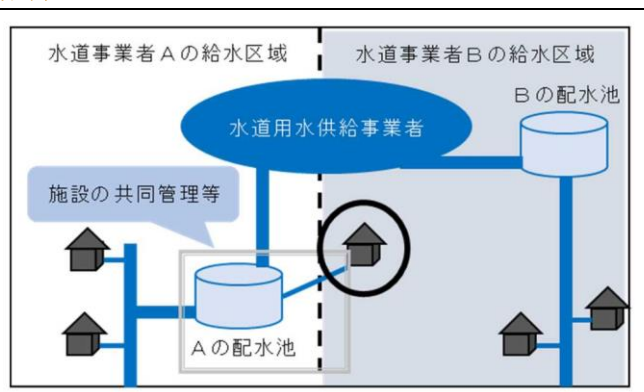 水道事業者Aの給水区域
水道事業者Bの給水区域
Bの配水池
水道用水供給事業者
施設の共同管理等
Aの配水池